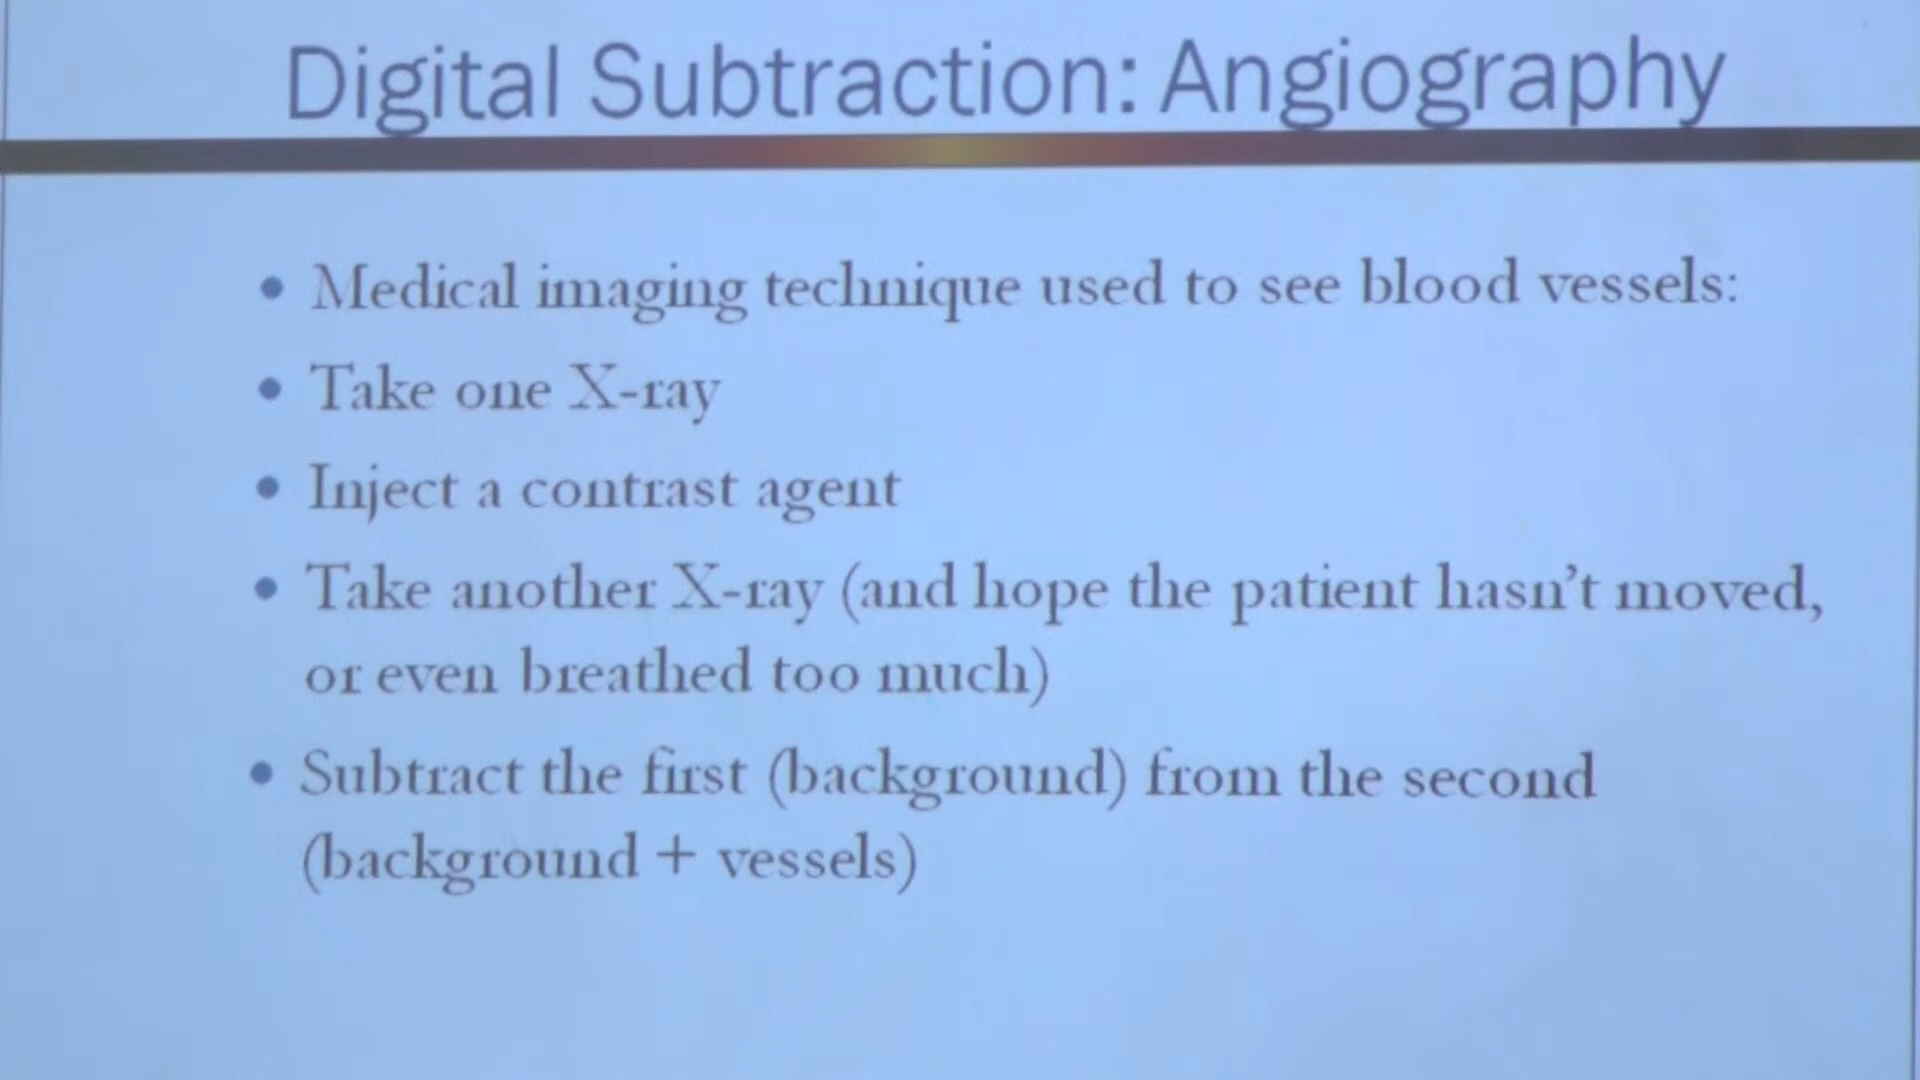 Digital Subtraction: Angiography
• Medical imaging technique used to see blood vessels:
• Take one X-ray
• Inject a contrast agent
• Take another X-ray (and hope the patient hasn't moved,
or even breathed too much)
• Subtract the first (background) from the second
(background + vessels)